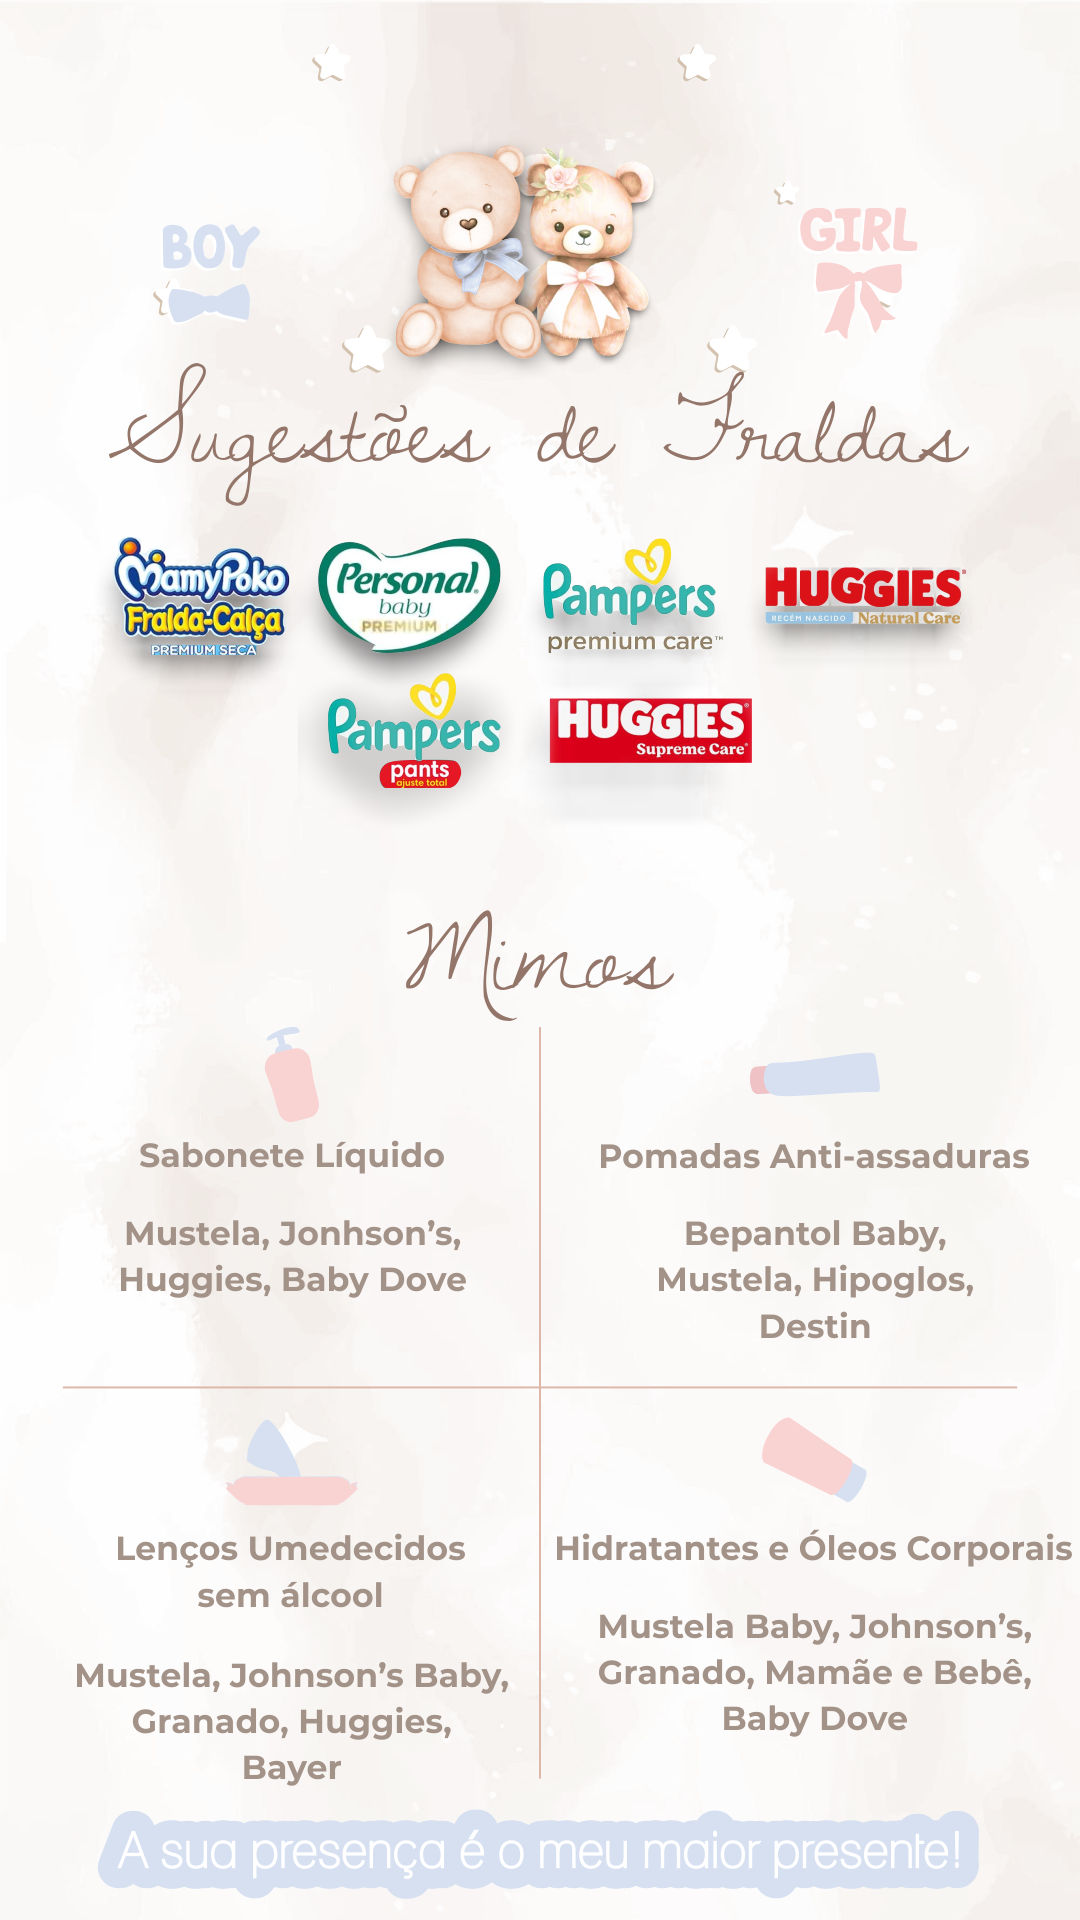 BOY
GIRL
Sugestões de Fraldas
MamyPoko
Fralda-Calça
PREMIUM SECA
Personal
baby
PREMIUM
Pampers
premium care™
HUGGIES
RECÉM NASCIDO Natural Care
Pampers
pants
ajuste total
HUGGIES
Supreme Care
Mimos
Sabonete Líquido
Mustela, Jonhson’s,
Huggies, Baby Dove
Pomadas Anti-assaduras
Bepantol Baby,
Mustela, Hipoglos,
Destin
Lenços Umedecidos
sem álcool
Mustela, Johnson’s Baby,
Granado, Huggies,
Bayer
Hidratantes e Óleos Corporais
Mustela Baby, Johnson’s,
Granado, Mamãe e Bebê,
Baby Dove
A sua presença é o meu maior presente!